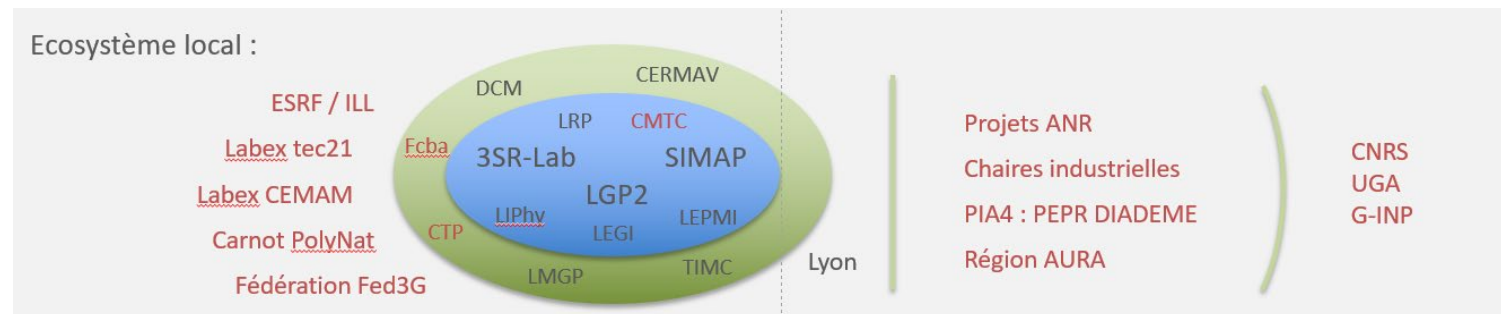 Ecosystème local :
ESRF / ILL
Labex tec21
Labex CEMAM
Carnot PolyNat
Fédération Fed3G
DCM
CERMAV
LRP
CMTC
Fcba
3SR-Lab
SIMAP
LGP2
LIPhy
LEPMI
CTP
LEGI
LMGP
TIMC
Lyon
Projets ANR
Chaires industrielles
PIA4 : PEPR DIADEME
Région AURA
CNRS
UGA
G-INP